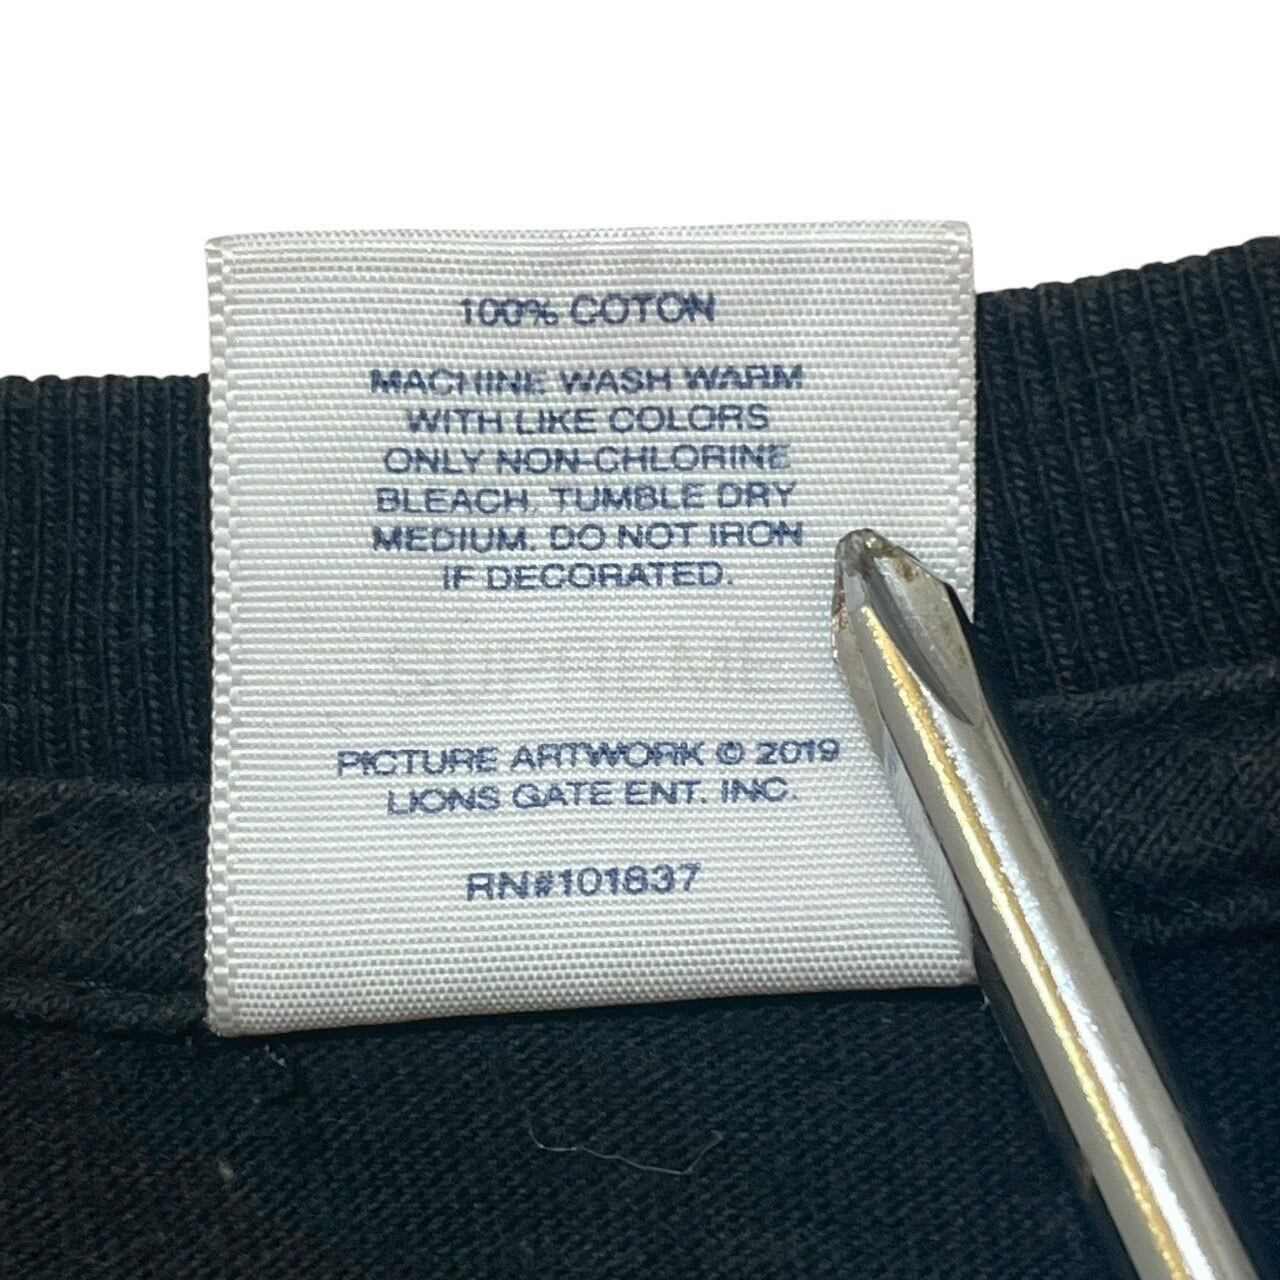 100% COTON
MACHINE WASH WARM
WITH LIKE COLORS
ONLY NON-CHLORINE
BLEACH, TUMBLE DRY
MEDIUM. DO NOT IRON
IF DECORATED.
PICTURE ARTWORK © 2019
LIONS GATE ENT. INC.
RN#101837